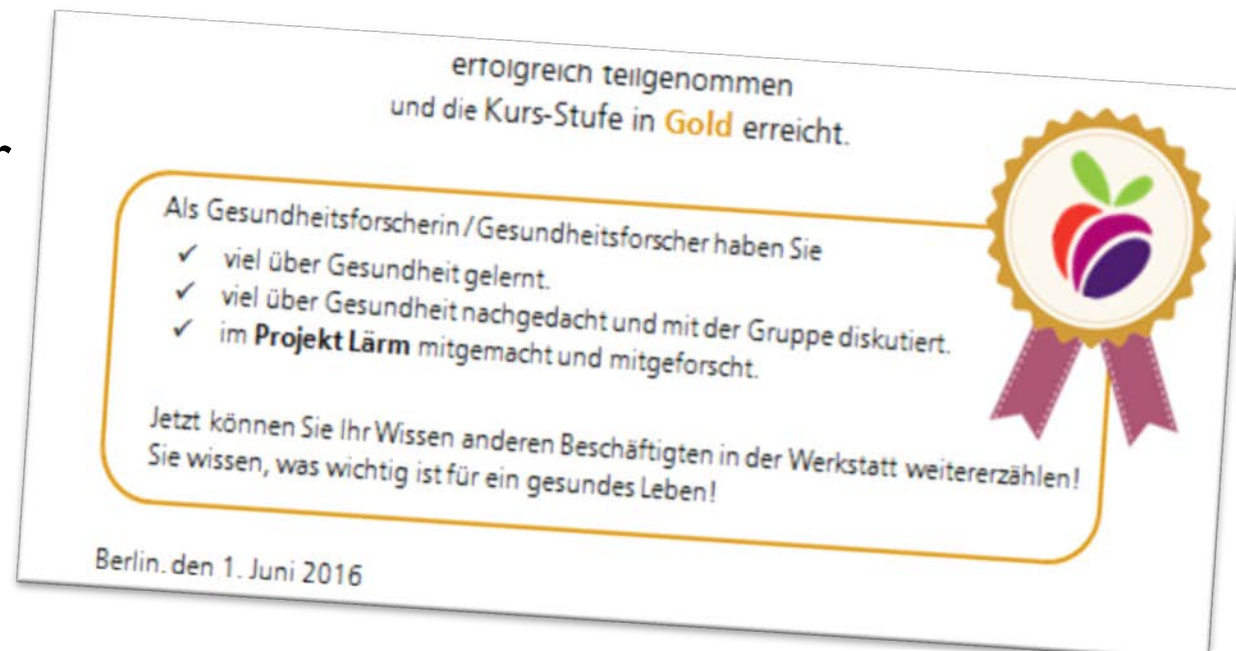 erfolgreich teilgenommen
und die Kurs-Stufe in Gold erreicht.
Als Gesundheitsforscherin/Gesundheitsforscher haben Sie
✓ viel über Gesundheit gelernt.
✓ viel über Gesundheit nachgedacht und mit der Gruppe diskutiert.
✓ im Projekt Lärm mitgemacht und mitgeforscht.
Jetzt können Sie Ihr Wissen anderen Beschäftigten in der Werkstatt weitererzählen!
Sie wissen, was wichtig ist für ein gesundes Leben!
Berlin, den 1. Juni 2016